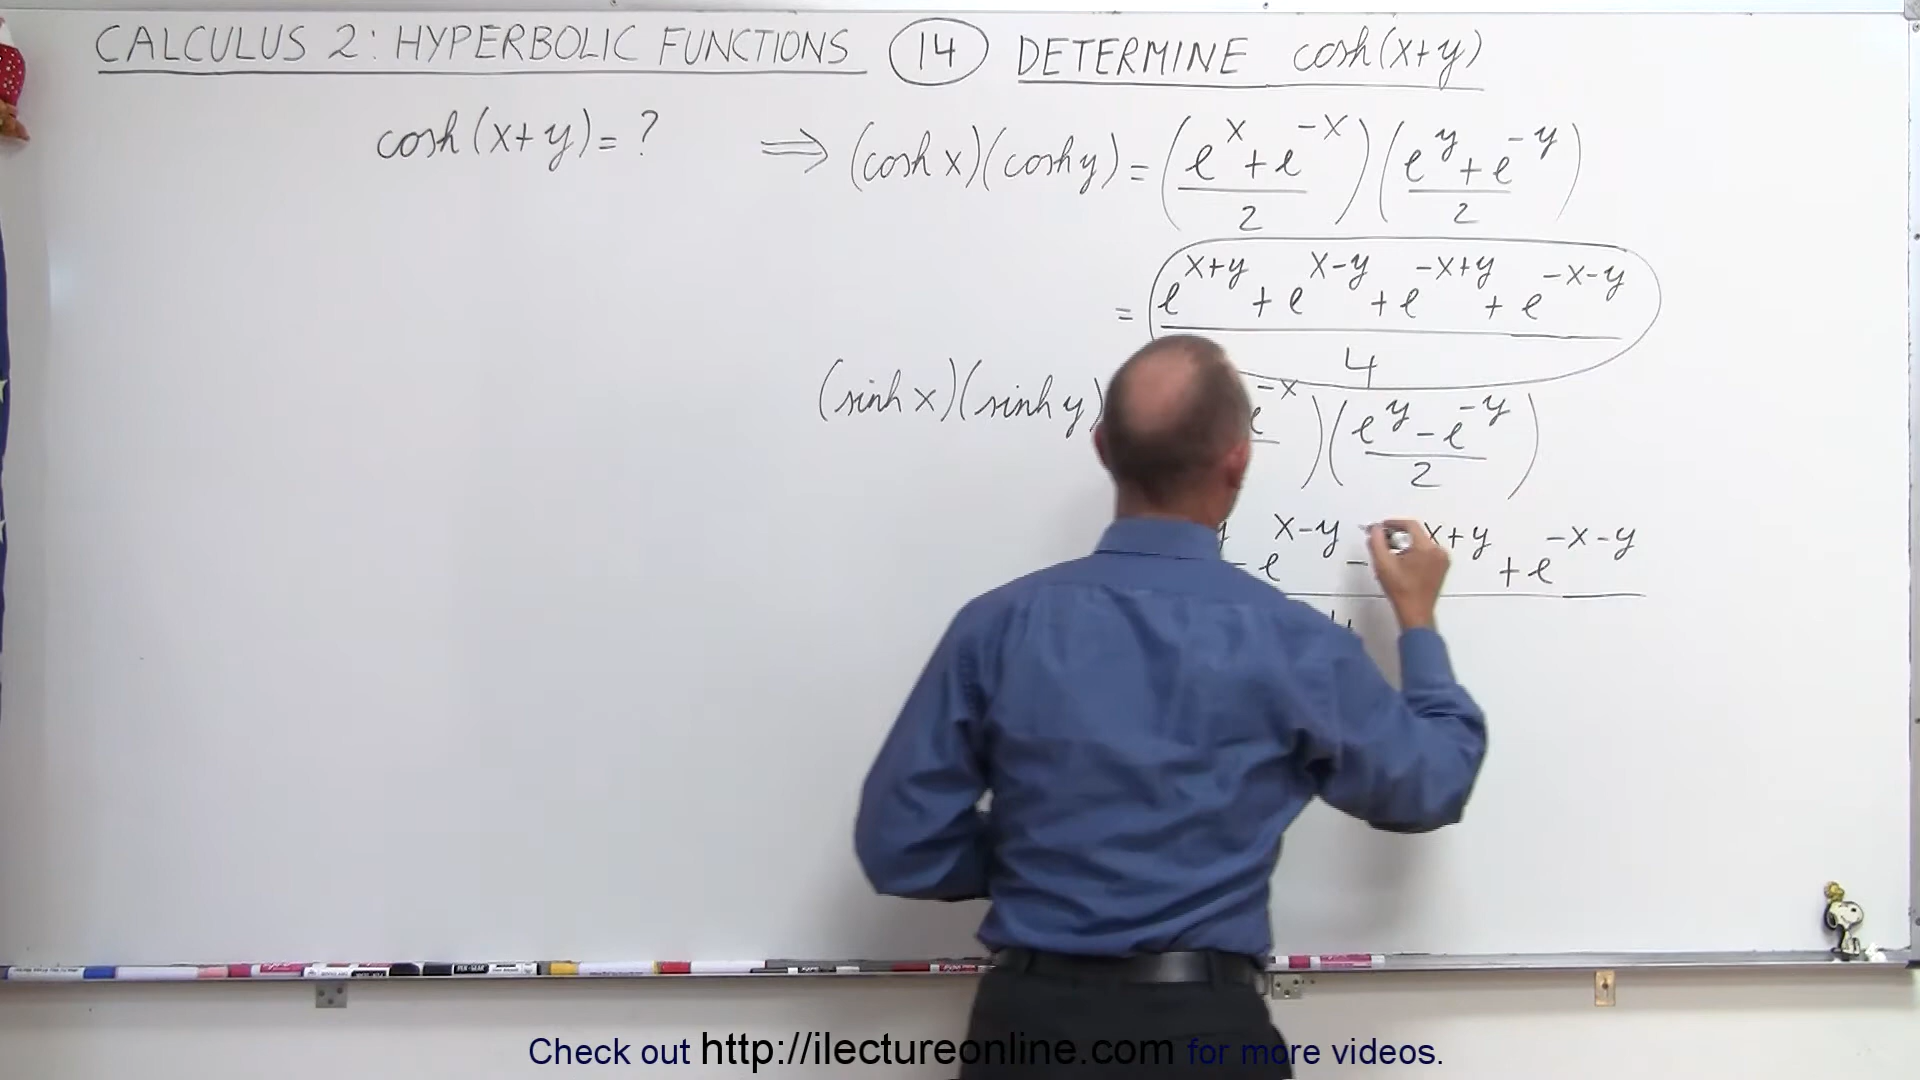 CALCULUS 2: HYPERBOLIC FUNCTIONS 14 DETERMINE cosh(x+y)
cosh(x+y)=? ⟹ (cosh x)(cosh y) = ((e^x+e^-x)/2)((e^y+e^-y)/2)
= (e^x+y + e^x-y + e^-x+y + e^-x-y)/4
(sinh x)(sinh y) e^-x)((e^y-e^-y)/2)
y - e^x-y - x+y + e^-x-y
4
Check out http://ilectureonline.com for more videos.